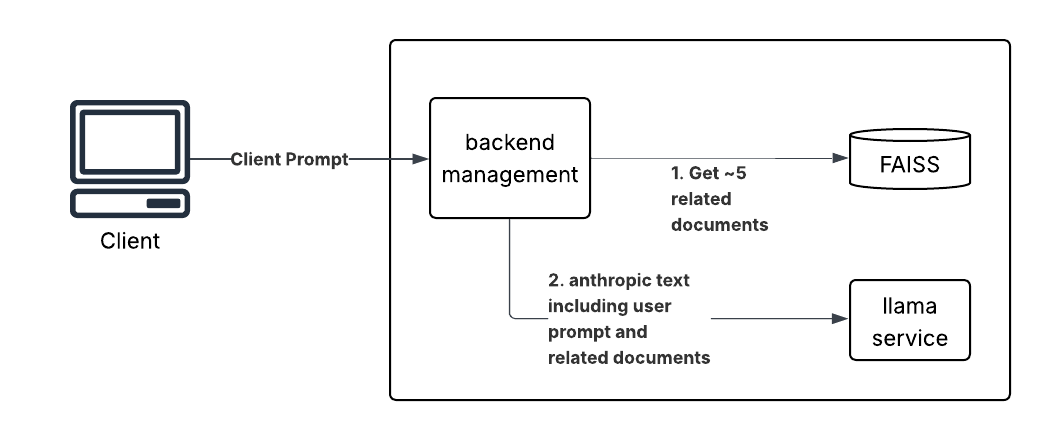 Client Prompt
Client
backend
management
1. Get ~5
related
documents
FAISS
2. anthropic text
including user
prompt and
related documents
llama
service